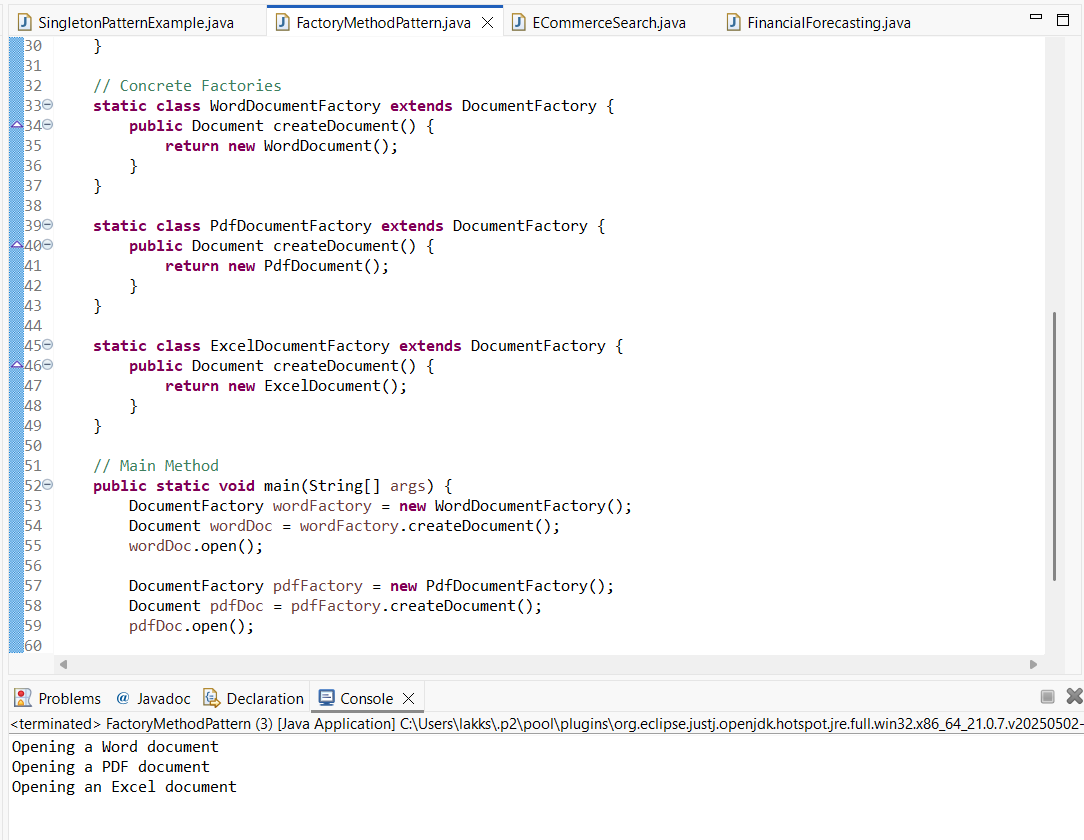 SingletonPatternExample.java FactoryMethodPattern.java ECommerceSearch.java FinancialForecasting.java
30     }
31
32     // Concrete Factories
33     static class WordDocumentFactory extends DocumentFactory {
34         public Document createDocument() {
35             return new WordDocument();
36         }
37     }
38
39     static class PdfDocumentFactory extends DocumentFactory {
40         public Document createDocument() {
41             return new PdfDocument();
42         }
43     }
44
45     static class ExcelDocumentFactory extends DocumentFactory {
46         public Document createDocument() {
47             return new ExcelDocument();
48         }
49     }
50
51     // Main Method
52     public static void main(String[] args) {
53         DocumentFactory wordFactory = new WordDocumentFactory();
54         Document wordDoc = wordFactory.createDocument();
55         wordDoc.open();
56
57         DocumentFactory pdfFactory = new PdfDocumentFactory();
58         Document pdfDoc = pdfFactory.createDocument();
59         pdfDoc.open();
60
Problems @ Javadoc Declaration Console
<terminated> FactoryMethodPattern (3) [Java Application] C:\Users\lakks\.p2\pool\plugins\org.eclipse.justj.openjdk.hotspot.jre.full.win32.x86_64_21.0.7.v20250502-
Opening a Word document
Opening a PDF document
Opening an Excel document